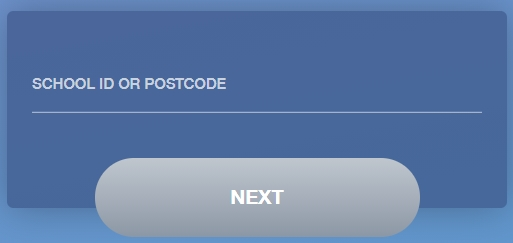 SCHOOL ID OR POSTCODE
NEXT